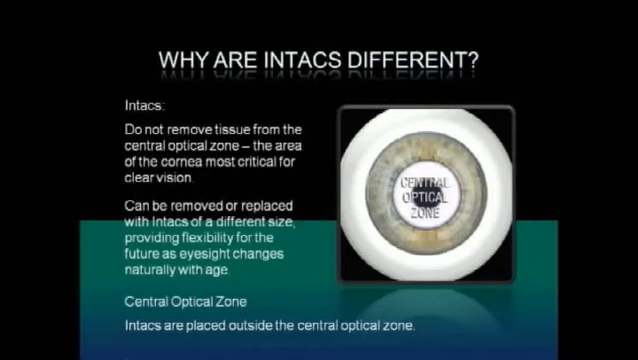 WHY ARE INTACS DIFFERENT?
Intacs:
Do not remove tissue from the
central optical zone – the area
of the cornea most critical for
clear vision.
Can be removed or replaced
with Intacs of a different size,
providing flexibility for the
future as eyesight changes
naturally with age
CENTRAL
OPTICAL
ZONE
Central Optical Zone
Intacs are placed outside the central optical zone.